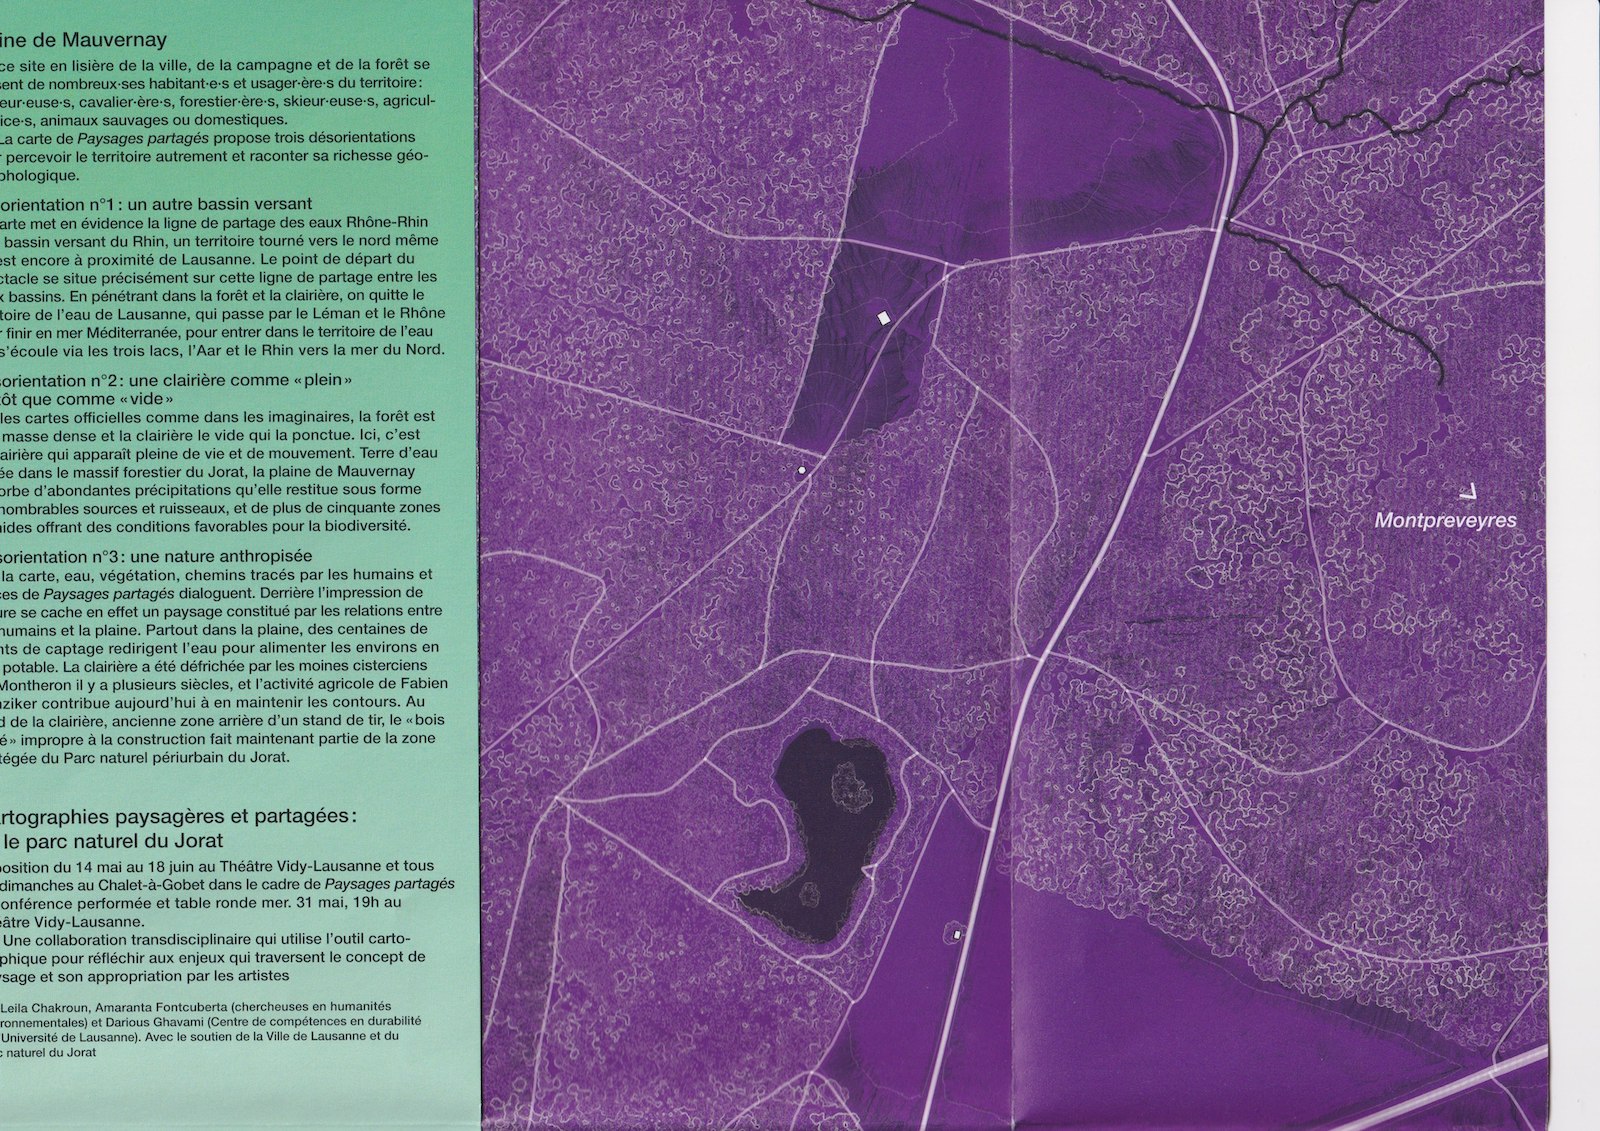 ine de Mauvernay
ce site en lisière de la ville, de la campagne et de la forêt se
sent de nombreux·ses habitant·e·s et usager·ère·s du territoire :
eur·euse·s, cavalier·ère·s, forestier·ère·s, skieur·euse·s, agricul-
ice·s, animaux sauvages ou domestiques.
La carte de Paysages partagés propose trois désorientations
r percevoir le territoire autrement et raconter sa richesse géo-
phologique.
orientation n°1 : un autre bassin versant
arte met en évidence la ligne de partage des eaux Rhône-Rhin
bassin versant du Rhin, un territoire tourné vers le nord même
est encore à proximité de Lausanne. Le point de départ du
ctacle se situe précisément sur cette ligne de partage entre les
x bassins. En pénétrant dans la forêt et la clairière, on quitte le
toire de l'eau de Lausanne, qui passe par le Léman et le Rhône
r finir en mer Méditerranée, pour entrer dans le territoire de l'eau
s'écoule via les trois lacs, l'Aar et le Rhin vers la mer du Nord.
sorientation n°2 : une clairière comme « plein »
tôt que comme « vide »
les cartes officielles comme dans les imaginaires, la forêt est
masse dense et la clairière le vide qui la ponctue. Ici, c'est
lairière qui apparaît pleine de vie et de mouvement. Terre d'eau
ée dans le massif forestier du Jorat, la plaine de Mauvernay
orbe d'abondantes précipitations qu'elle restitue sous forme
nombrables sources et ruisseaux, et de plus de cinquante zones
ides offrant des conditions favorables pour la biodiversité.
sorientation n°3 : une nature anthropisée
la carte, eau, végétation, chemins tracés par les humains et
ces de Paysages partagés dialoguent. Derrière l'impression de
ure se cache en effet un paysage constitué par les relations entre
humains et la plaine. Partout dans la plaine, des centaines de
nts de captage redirigent l'eau pour alimenter les environs en
potable. La clairière a été défrichée par les moines cisterciens
Montheron il y a plusieurs siècles, et l'activité agricole de Fabien
nziker contribue aujourd'hui à en maintenir les contours. Au
d de la clairière, ancienne zone arrière d'un stand de tir, le « bois
é » impropre à la construction fait maintenant partie de la zone
tégée du Parc naturel périurbain du Jorat.
artographies paysagères et partagées :
le parc naturel du Jorat
position du 14 mai au 18 juin au Théâtre Vidy-Lausanne et tous
dimanches au Chalet-à-Gobet dans le cadre de Paysages partagés
onférence performée et table ronde mer. 31 mai, 19h au
éâtre Vidy-Lausanne.
Une collaboration transdisciplinaire qui utilise l'outil carto-
phique pour réfléchir aux enjeux qui traversent le concept de
ysage et son appropriation par les artistes
Leila Chakroun, Amaranta Fontcuberta (chercheuses en humanités
ronnementales) et Darious Ghavami (Centre de compétences en durabilité
Université de Lausanne). Avec le soutien de la Ville de Lausanne et du
c naturel du Jorat
Montpreveyres